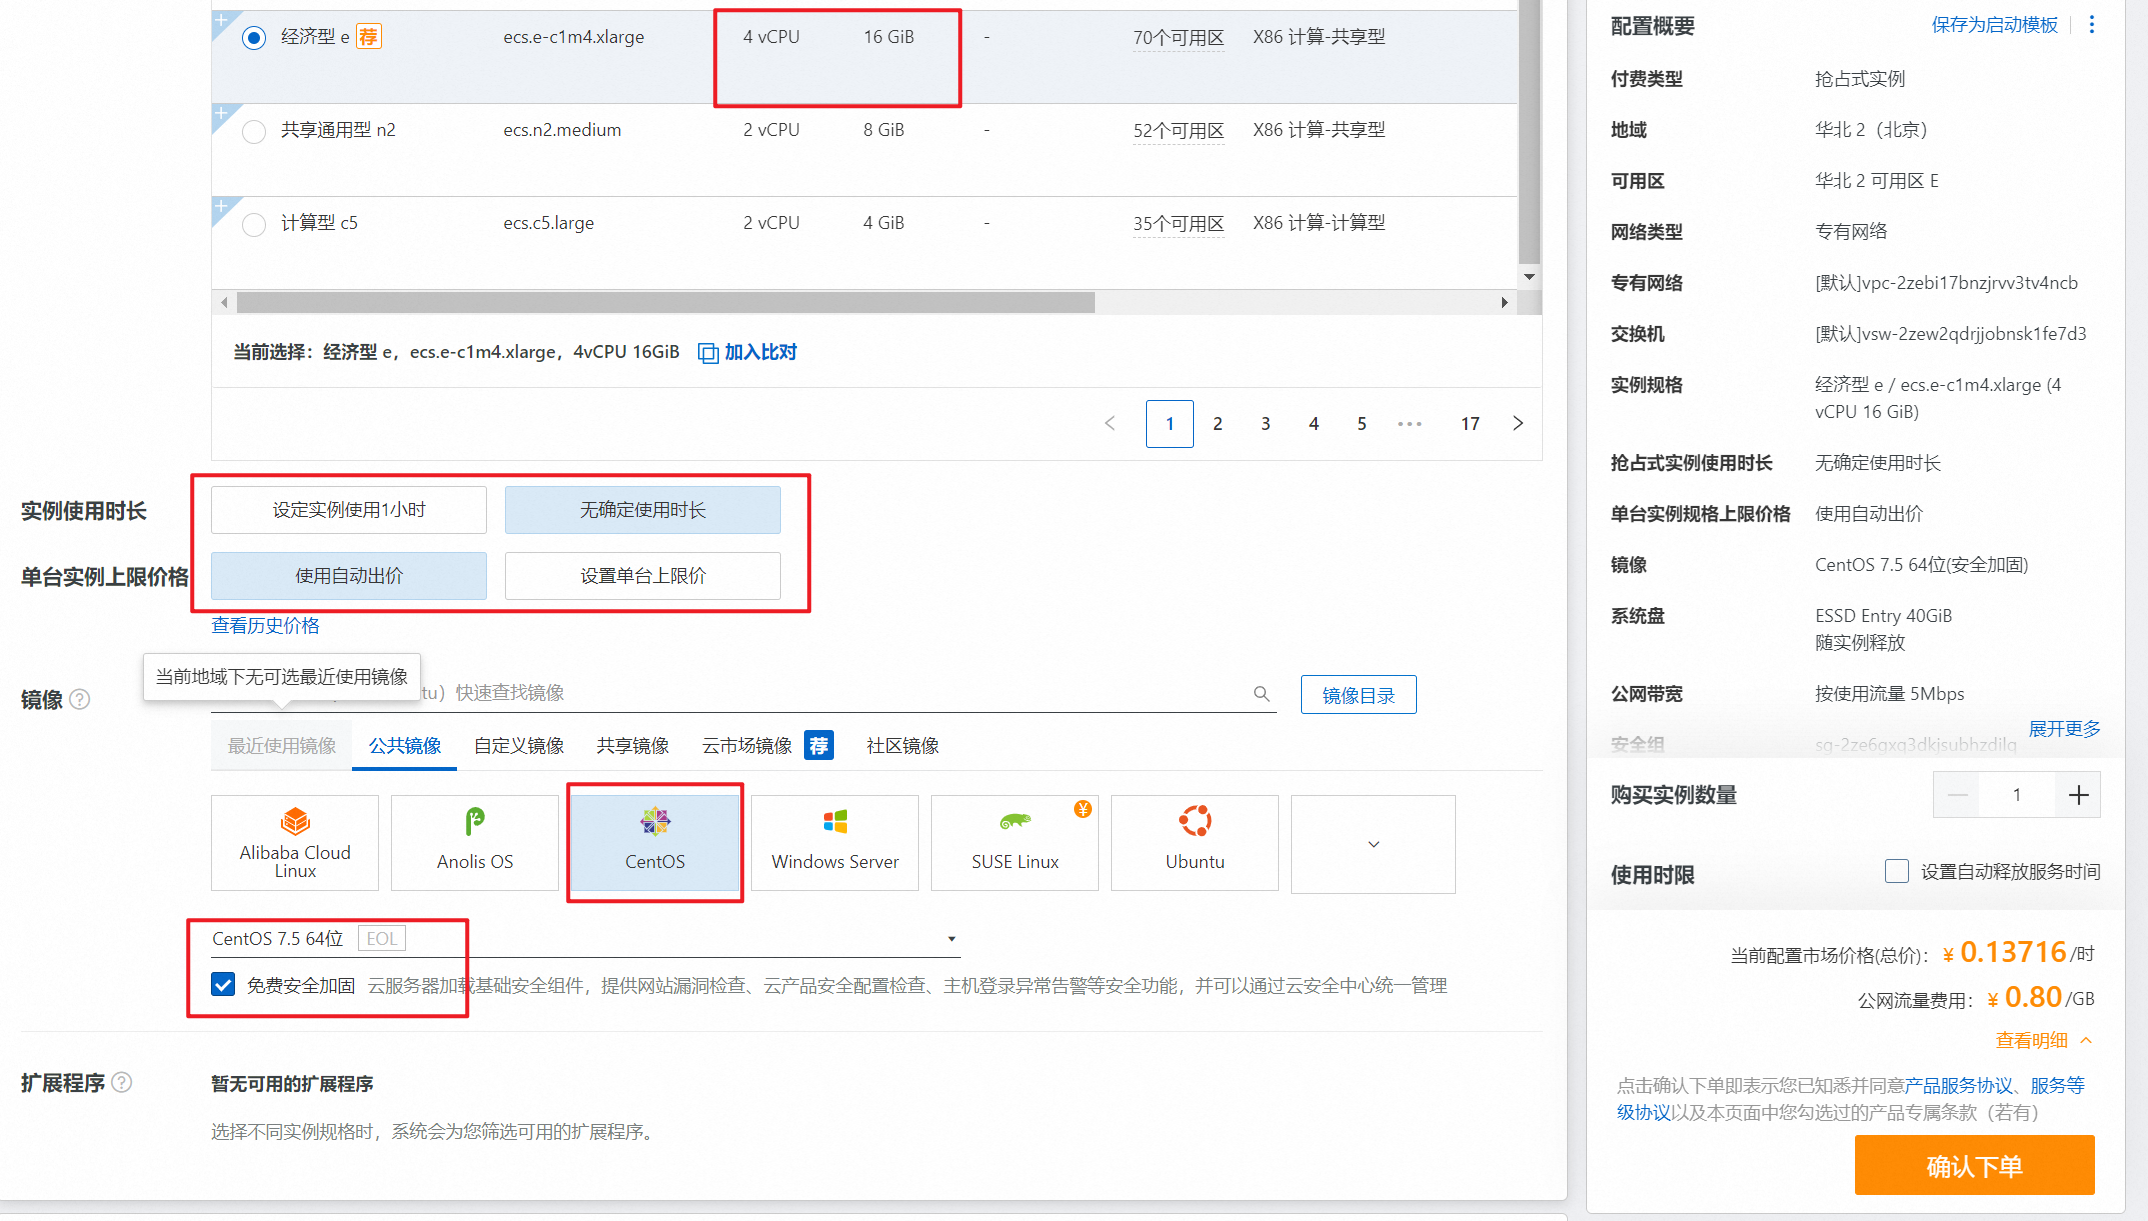 经济型 e 荐 ecs.e-c1m4.xlarge 4 vCPU 16 GiB - 70个可用区 X86 计算-共享型
共享通用型 n2 ecs.n2.medium 2 vCPU 8 GiB - 52个可用区 X86 计算-共享型
计算型 c5 ecs.c5.large 2 vCPU 4 GiB - 35个可用区 X86 计算-计算型
当前选择：经济型 e，ecs.e-c1m4.xlarge，4vCPU 16GiB 加入比对
1 2 3 4 5 ••• 17
实例使用时长 设定实例使用1小时 无确定使用时长
单台实例上限价格 使用自动出价 设置单台上限价
查看历史价格
当前地域下无可选最近使用镜像
镜像 ? tu）快速查找镜像 镜像目录
最近使用镜像 公共镜像 自定义镜像 共享镜像 云市场镜像 荐 社区镜像
Alibaba Cloud
Linux
Anolis OS
CentOS
Windows Server
¥
SUSE Linux
Ubuntu
CentOS 7.5 64位 EOL
免费安全加固 云服务器加载基础安全组件，提供网站漏洞检查、云产品安全配置检查、主机登录异常告警等安全功能，并可以通过云安全中心统一管理
扩展程序 ? 暂无可用的扩展程序
选择不同实例规格时，系统会为您筛选可用的扩展程序。
配置概要 保存为启动模板
付费类型 抢占式实例
地域 华北 2（北京）
可用区 华北 2 可用区 E
网络类型 专有网络
专有网络 [默认]vpc-2zebi17bnzjrvv3tv4ncb
交换机 [默认]vsw-2zew2qdrjjobnsk1fe7d3
实例规格 经济型 e / ecs.e-c1m4.xlarge (4
vCPU 16 GiB)
抢占式实例使用时长 无确定使用时长
单台实例规格上限价格 使用自动出价
镜像 CentOS 7.5 64位(安全加固)
系统盘 ESSD Entry 40GiB
随实例释放
公网带宽 按使用流量 5Mbps
展开更多
安全组 sg-2ze6gxq3dkjsubhzdilq
购买实例数量 1
使用时限 设置自动释放服务时间
当前配置市场价格(总价)： ¥ 0.13716 /时
公网流量费用： ¥ 0.80 /GB
查看明细
点击确认下单即表示您已知悉并同意产品服务协议、服务等
级协议以及本页面中您勾选过的产品专属条款（若有）
确认下单